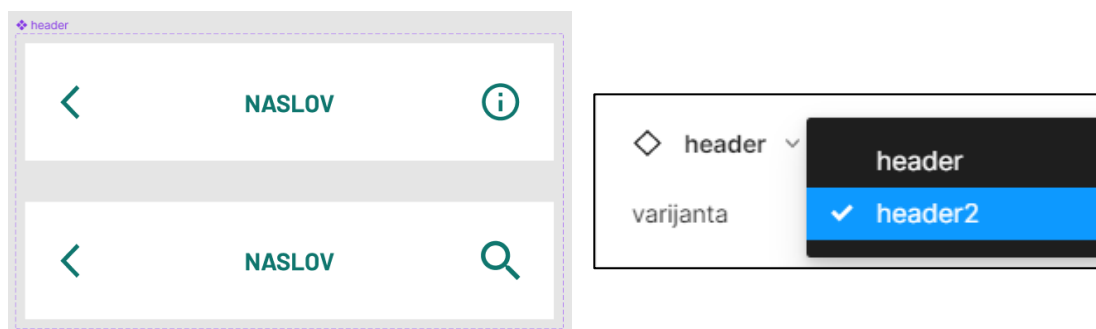 header
NASLOV
NASLOV
header
varijanta
header
header2